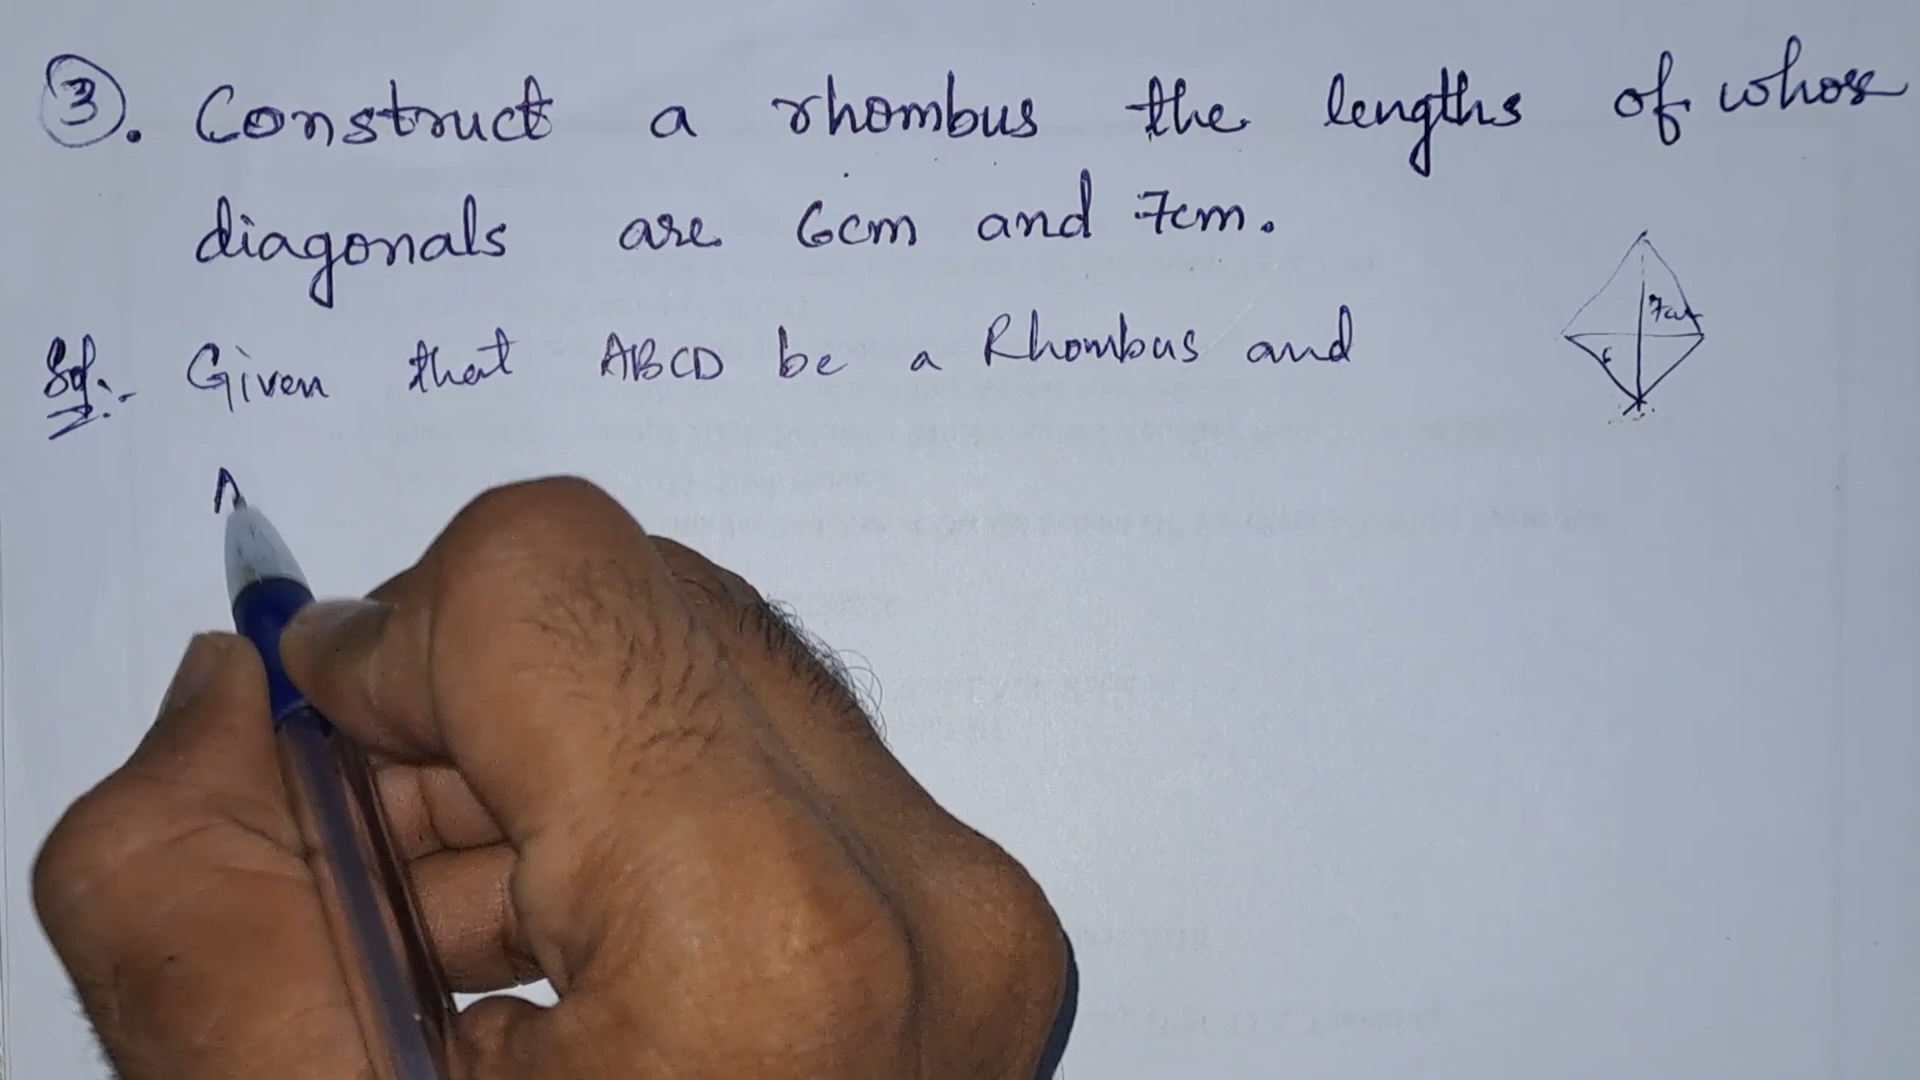 3. Construct a rhombus the lengths of whose
diagonals are 6cm and 7cm.
7cm
Sol:- Given that ABCD be a Rhombus and
6
A